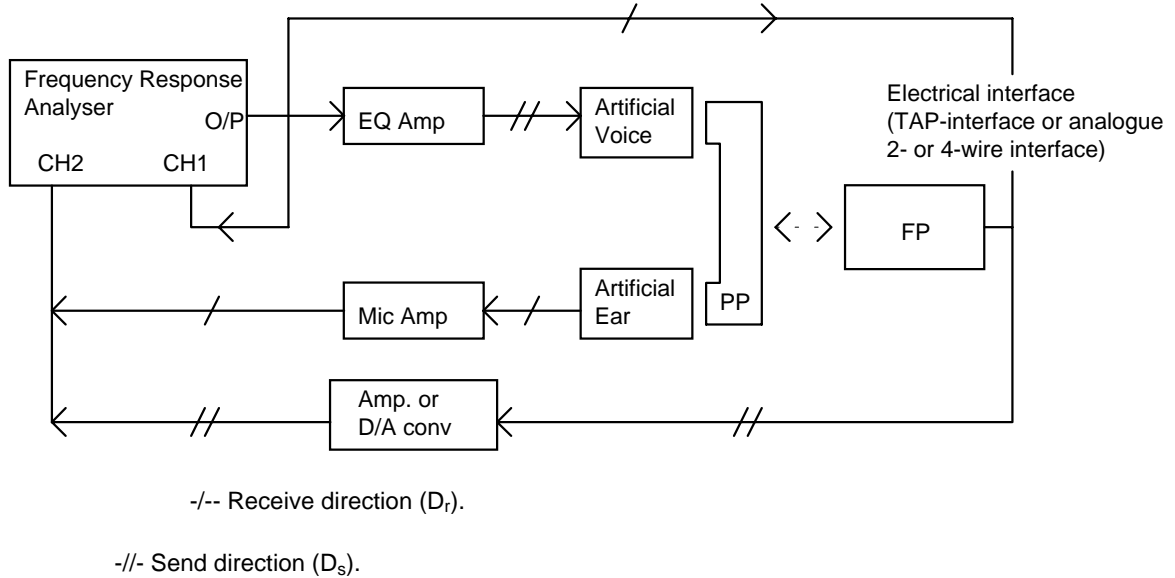 Frequency Response
Analyser
O/P
CH2
CH1
EQ Amp
Artificial
Voice
Electrical interface
(TAP-interface or analogue
2- or 4-wire interface)
FP
PP
Mic Amp
Artificial
Ear
Amp. or
D/A conv
-/-- Receive direction (Dr).
-//- Send direction (Ds).